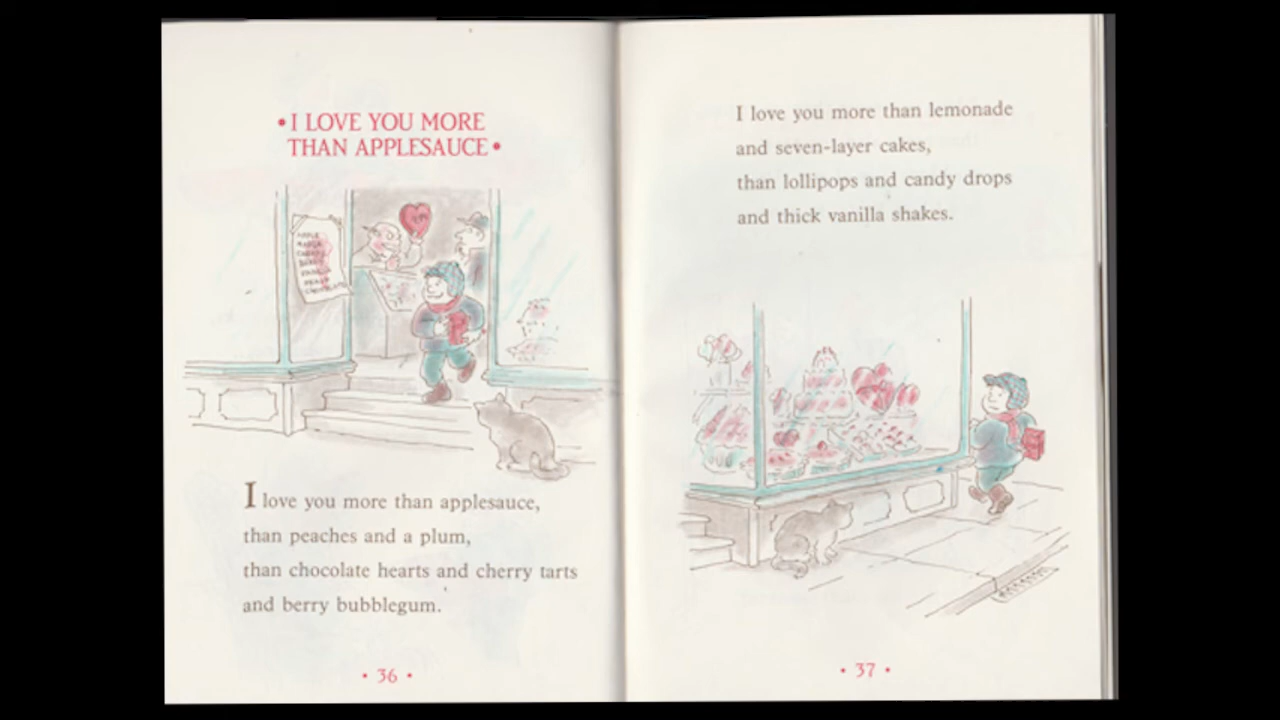 •I LOVE YOU MORE
THAN APPLESAUCE•
I love you more than applesauce,
than peaches and a plum,
than chocolate hearts and cherry tarts
and berry bubblegum.
• 36 •
I love you more than lemonade
and seven-layer cakes,
than lollipops and candy drops
and thick vanilla shakes.
• 37 •